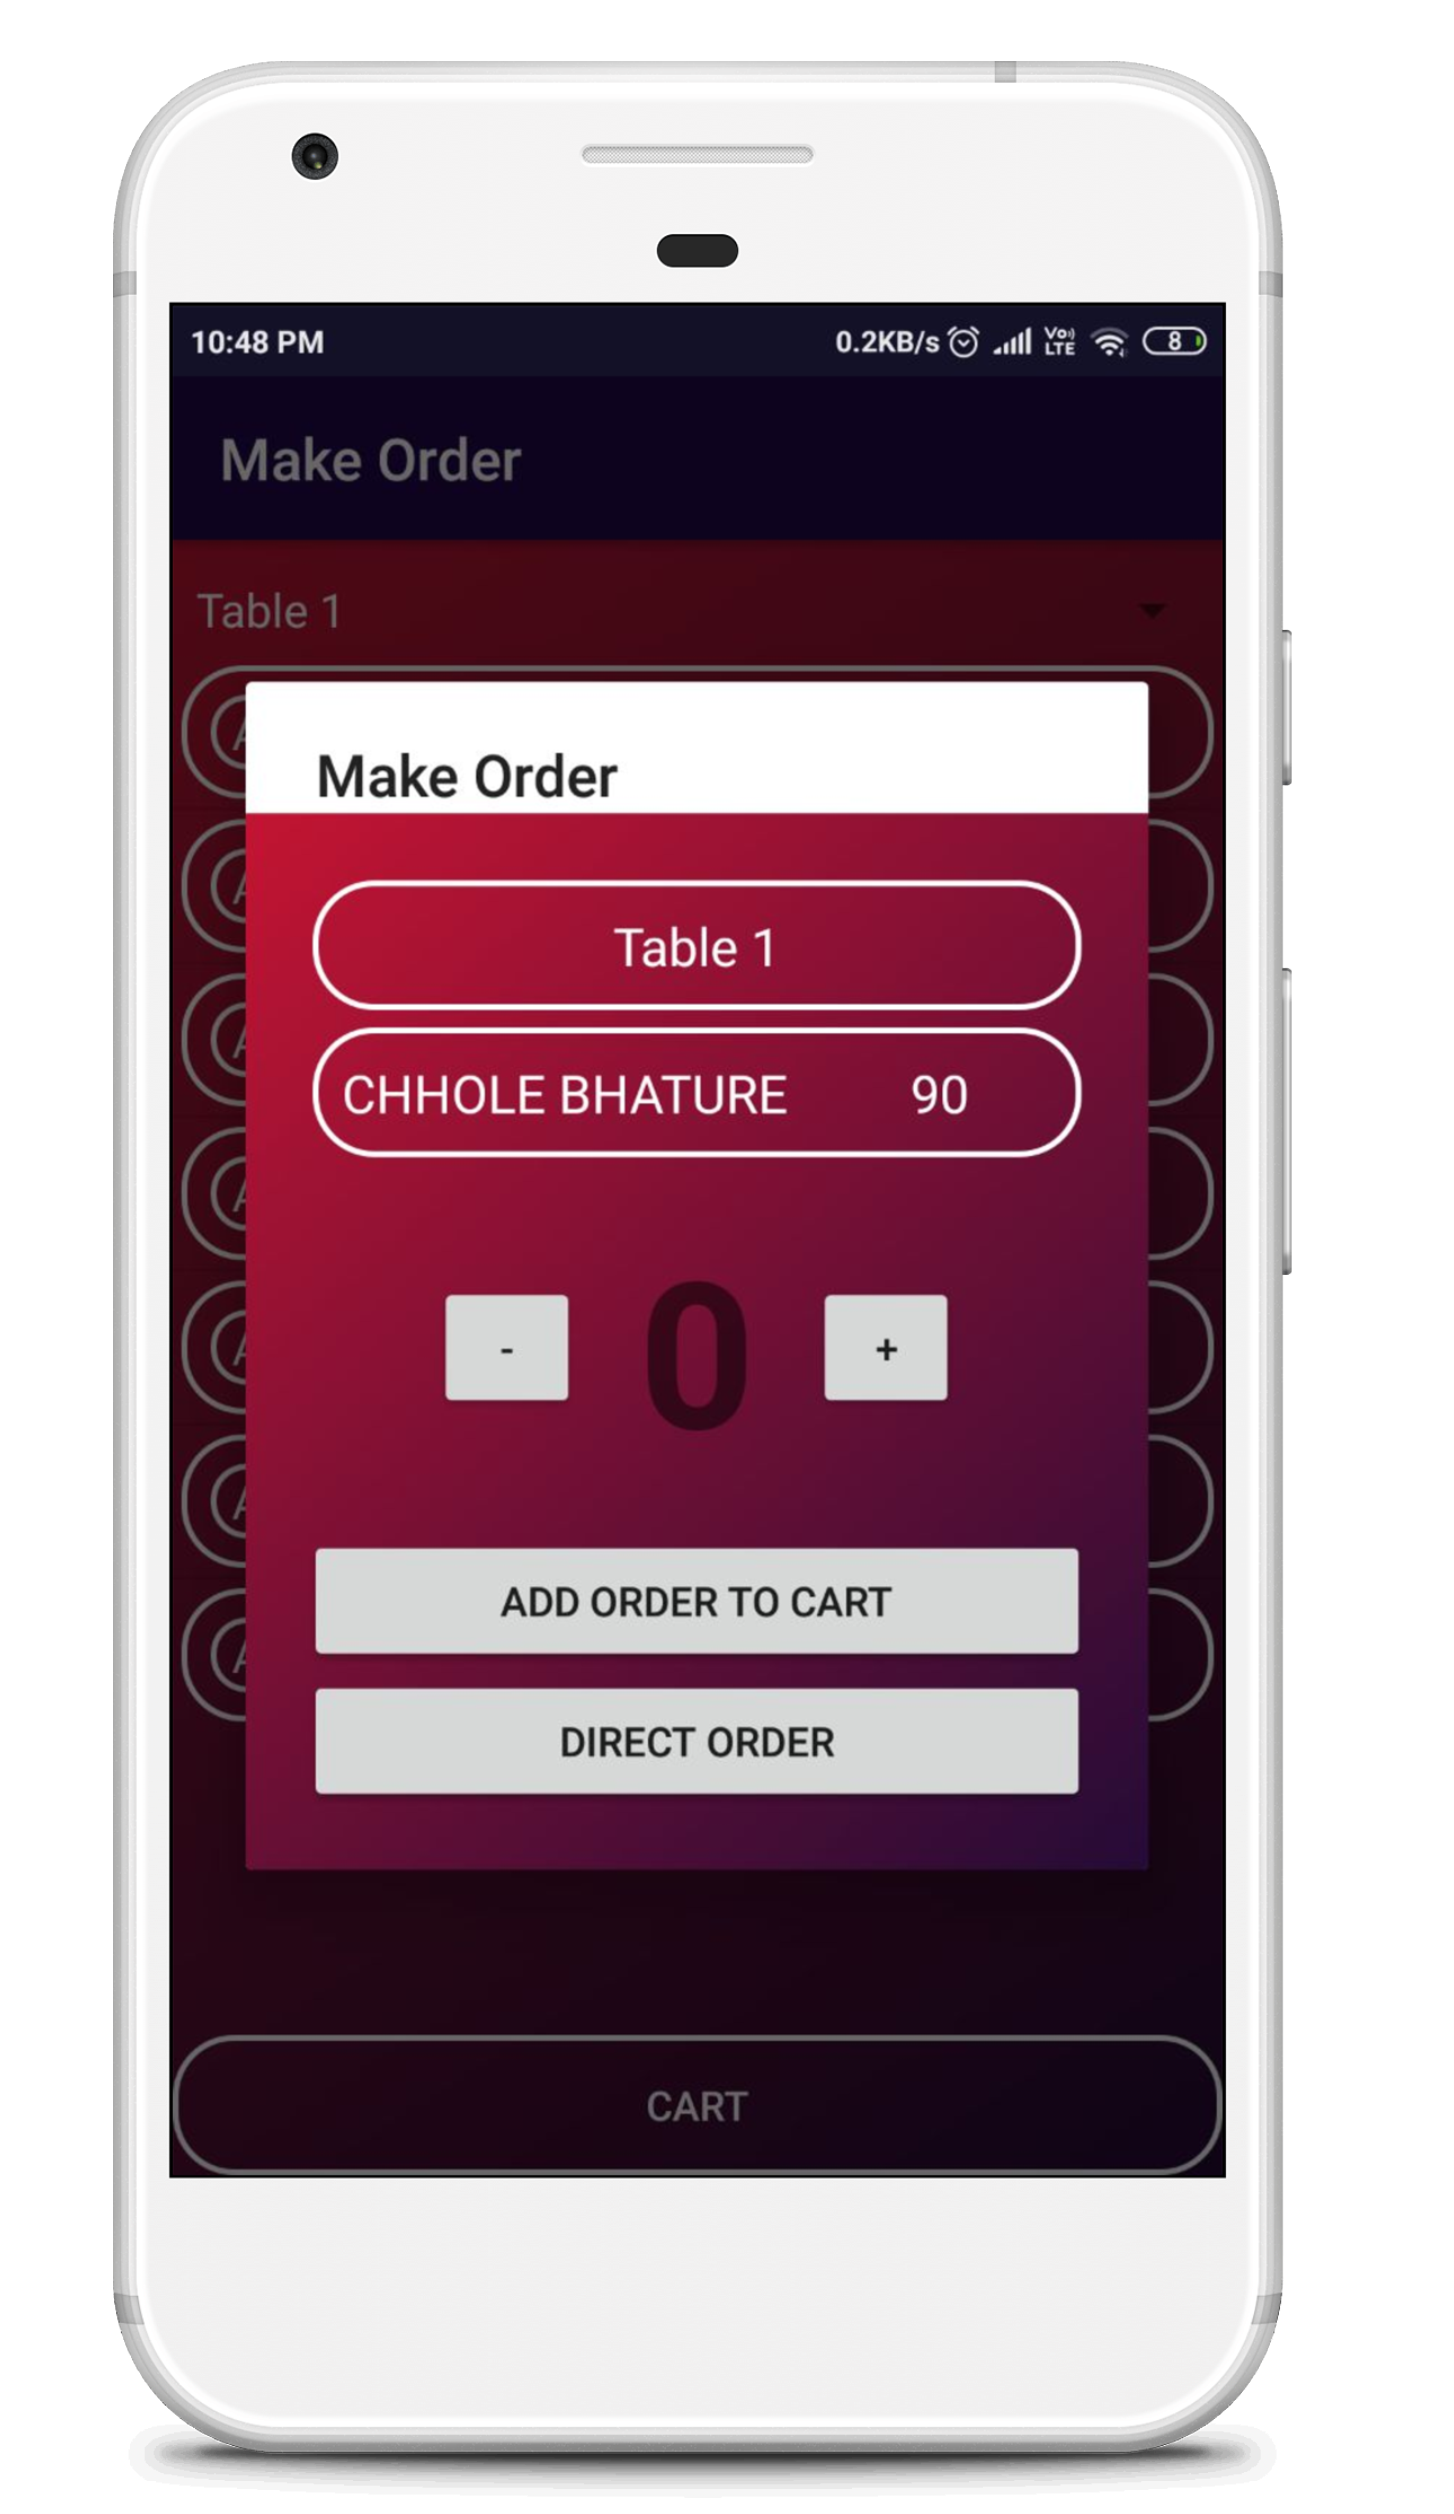 10:48 PM 0.2KB/s Vo) LTE 8
Make Order
Table 1
Make Order
Table 1
CHHOLE BHATURE 90
- 0 +
ADD ORDER TO CART
DIRECT ORDER
CART